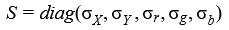 S = diag(σ_X, σ_Y, σ_r, σ_g, σ_b)